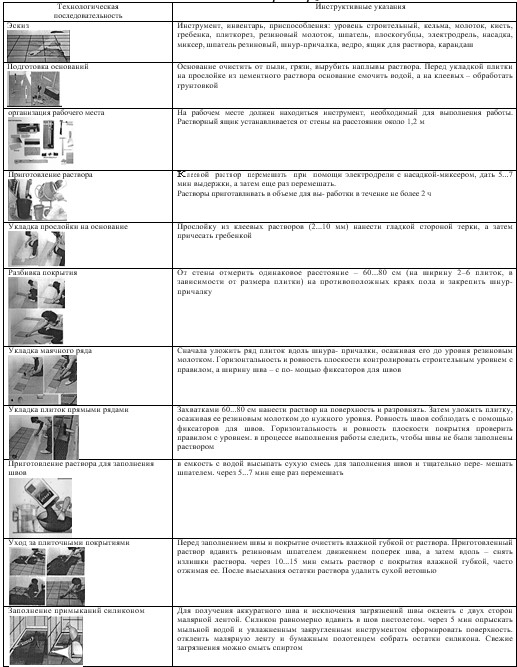 Технологическая
последовательность
Инструктивные указания
Эскиз
Инструмент, инвентарь, приспособления: уровень строительный, кельма, молоток, кисть,
гребенка, плиткорез, резиновый молоток, шпатель, плоскогубцы, электродрель, насадка,
миксер, шпатель резиновый, шнур-причалка, ведро, ящик для раствора, карандаш
Подготовка оснований
Основание очистить от пыли, грязи, вырубить наплывы раствора. Перед укладкой плитки
на прослойке из цементного раствора основание смочить водой, а на клеевых – обработать
грунтовкой
организация рабочего места
На рабочем месте должен находиться инструмент, необходимый для выполнения работы.
Растворный ящик устанавливается от стены на расстоянии около 1,2 м
Приготовление раствора
Клеевой раствор перемешать при помощи электродрели с насадкой-миксером, дать 5...7
мин выдержки, а затем еще раз перемешать.
Растворы приготавливать в объеме для вы- работки в течение не более 2 ч
Укладка прослойки на основание
Прослойку из клеевых растворов (2...10 мм) нанести гладкой стороной терки, а затем
причесать гребенкой
Разбивка покрытия
От стены отмерить одинаковое расстояние – 60...80 см (на ширину 2–6 плиток, в
зависимости от размера плитки) на противоположных краях пола и закрепить шнур-
причалку
Укладка маячного ряда
Сначала уложить ряд плиток вдоль шнура- причалки, осаживая его до уровня резиновым
молотком. Горизонтальность и ровность плоскости контролировать строительным уровнем с
правилом, а ширину шва – с по- мощью фиксаторов для швов
Укладка плиток прямыми рядами
Захватками 60...80 см нанести раствор на поверхность и разровнять. Затем уложить плитку,
осаживая ее резиновым молотком до нужного уровня. Ровность швов соблюдать с помощью
фиксаторов для швов. Горизонтальность и ровность плоскости покрытия проверить
правилом с уровнем. в процессе выполнения работы следить, чтобы швы не были заполнены
раствором
Приготовление раствора для заполнения
швов
в емкость с водой высыпать сухую смесь для заполнения швов и тщательно пере- мешать
шпателем. через 5...7 мин еще раз перемешать
Уход за плиточными покрытиями
Перед заполнением швы и покрытие очистить влажной губкой от раствора. Приготовленный
раствор вдавить резиновым шпателем движением поперек шва, а затем вдоль – снять
излишки раствора. через 10...15 мин смыть раствор с покрытия влажной губкой, часто
отжимая ее. После высыхания остатки раствора удалить сухой ветошью
Заполнение примыканий силиконом
Для получения аккуратного шва и исключения загрязнений швы оклеить с двух сторон
малярной лентой. Силикон равномерно вдавить в шов пистолетом. через 5 мин опрыскать
мыльной водой и увлажненным закругленным инструментом сформировать поверхность.
отклеить малярную ленту и бумажным полотенцем собрать остатки силикона. Свежие
загрязнения можно смыть спиртом